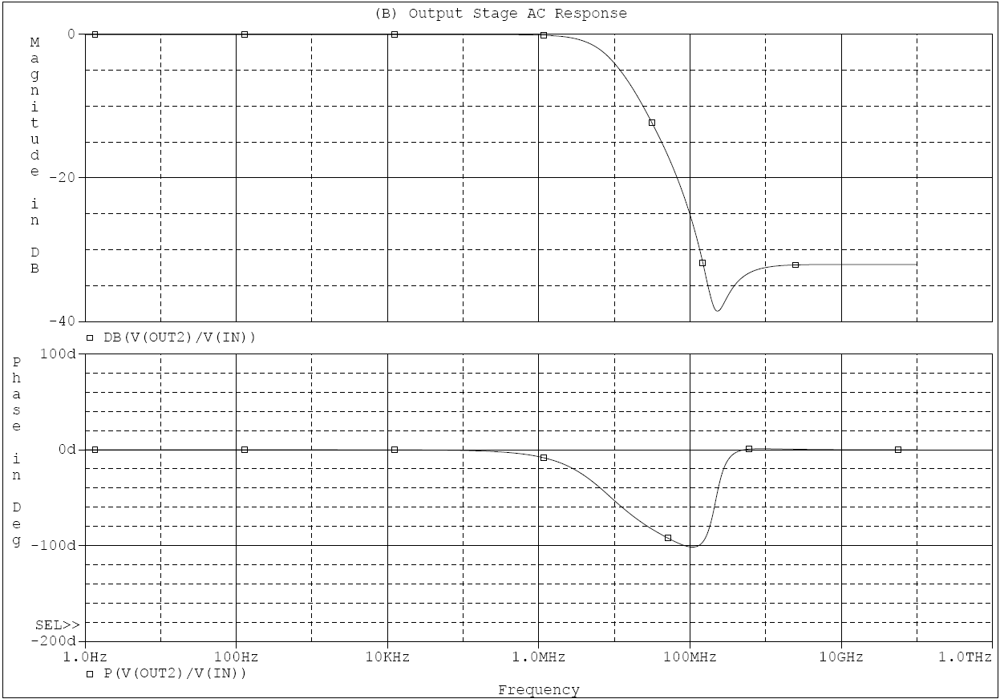 (B) Output Stage AC Response
Magnitude in DB
0
-20
-40
DB(V(OUT2)/V(IN))
Phase in Deg
100d
0d
-100d
SEL>>
-200d
1.0Hz 100Hz 10KHz 1.0MHz 100MHz 10GHz 1.0THz
P(V(OUT2)/V(IN))
Frequency